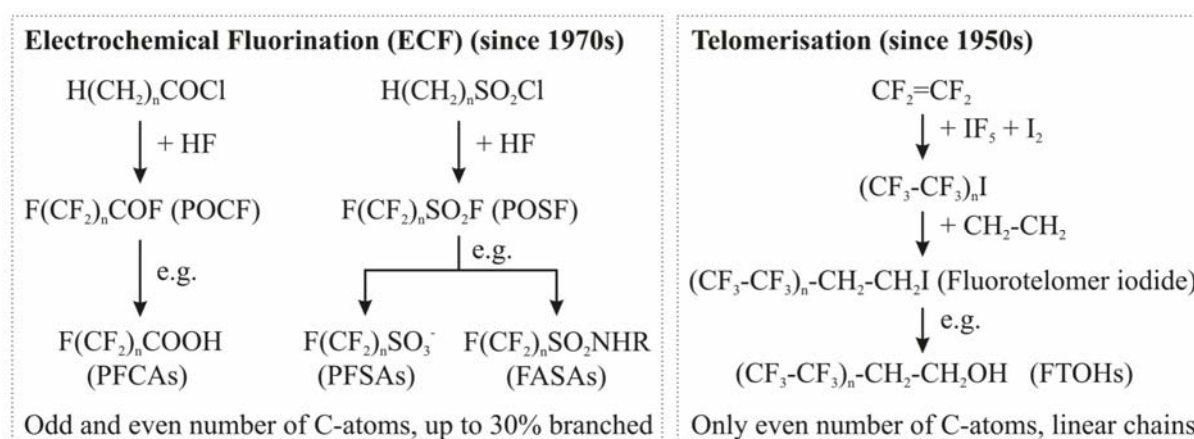 Electrochemical Fluorination (ECF) (since 1970s)
H(CH₂)ₙCOCl H(CH₂)ₙSO₂Cl
+ HF + HF
F(CF₂)ₙCOF (POCF) F(CF₂)ₙSO₂F (POSF)
e.g. e.g.
F(CF₂)ₙCOOH F(CF₂)ₙSO₃⁻ F(CF₂)ₙSO₂NHR
(PFCAs) (PFSAs) (FASAs)
Odd and even number of C-atoms, up to 30% branched
Telomerisation (since 1950s)
CF₂=CF₂
+ IF₅ + I₂
(CF₃-CF₃)ₙI
+ CH₂-CH₂
(CF₃-CF₃)ₙ-CH₂-CH₂I (Fluorotelomer iodide)
e.g.
(CF₃-CF₃)ₙ-CH₂-CH₂OH (FTOHs)
Only even number of C-atoms, linear chains